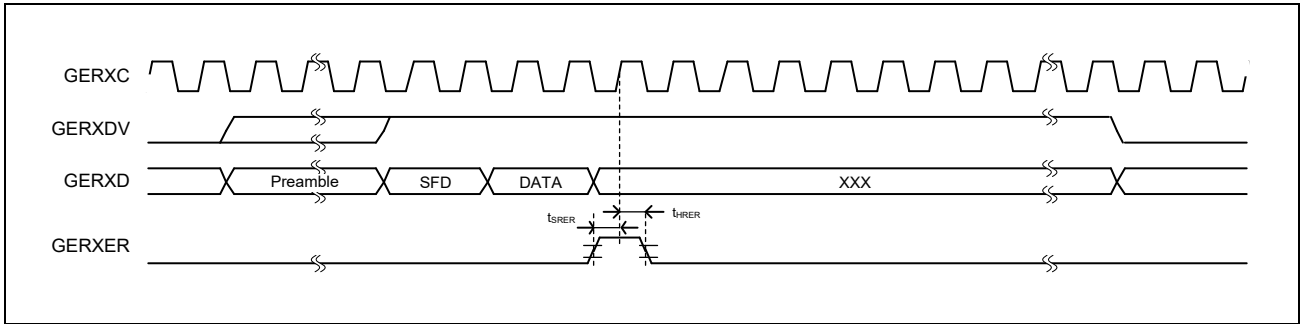 GERXC
GERXDV
GERXD
Preamble SFD DATA XXX
tSRER tHRER
GERXER